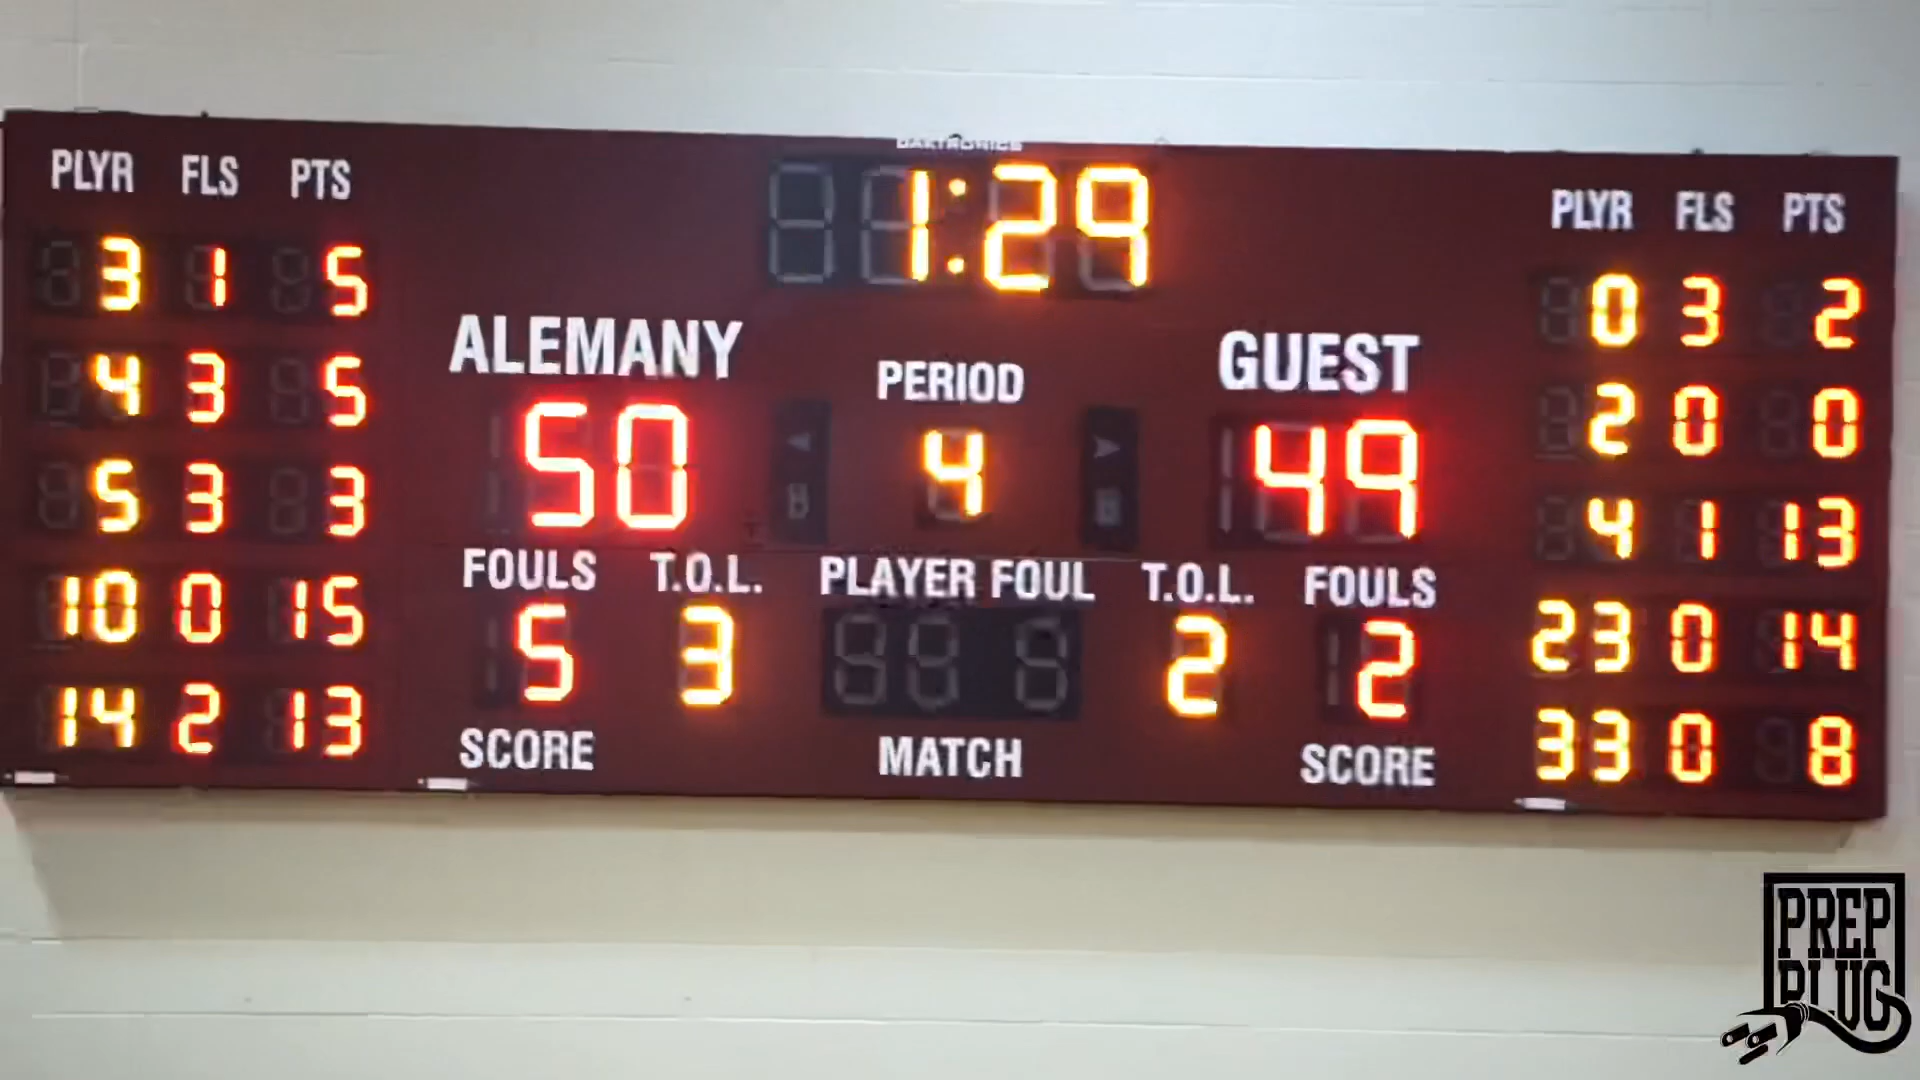 DAKTRONICS
PLYR FLS PTS
3 1 5
4 3 5
5 3 3
10 0 15
14 2 13
1:29
ALEMANY
50
PERIOD
4
GUEST
49
B
B
FOULS T.O.L. PLAYER FOUL T.O.L. FOULS
5 3 2 2
SCORE MATCH SCORE
PLYR FLS PTS
0 3 2
2 0 0
4 1 13
23 0 14
33 0 8
PREP
PLUG